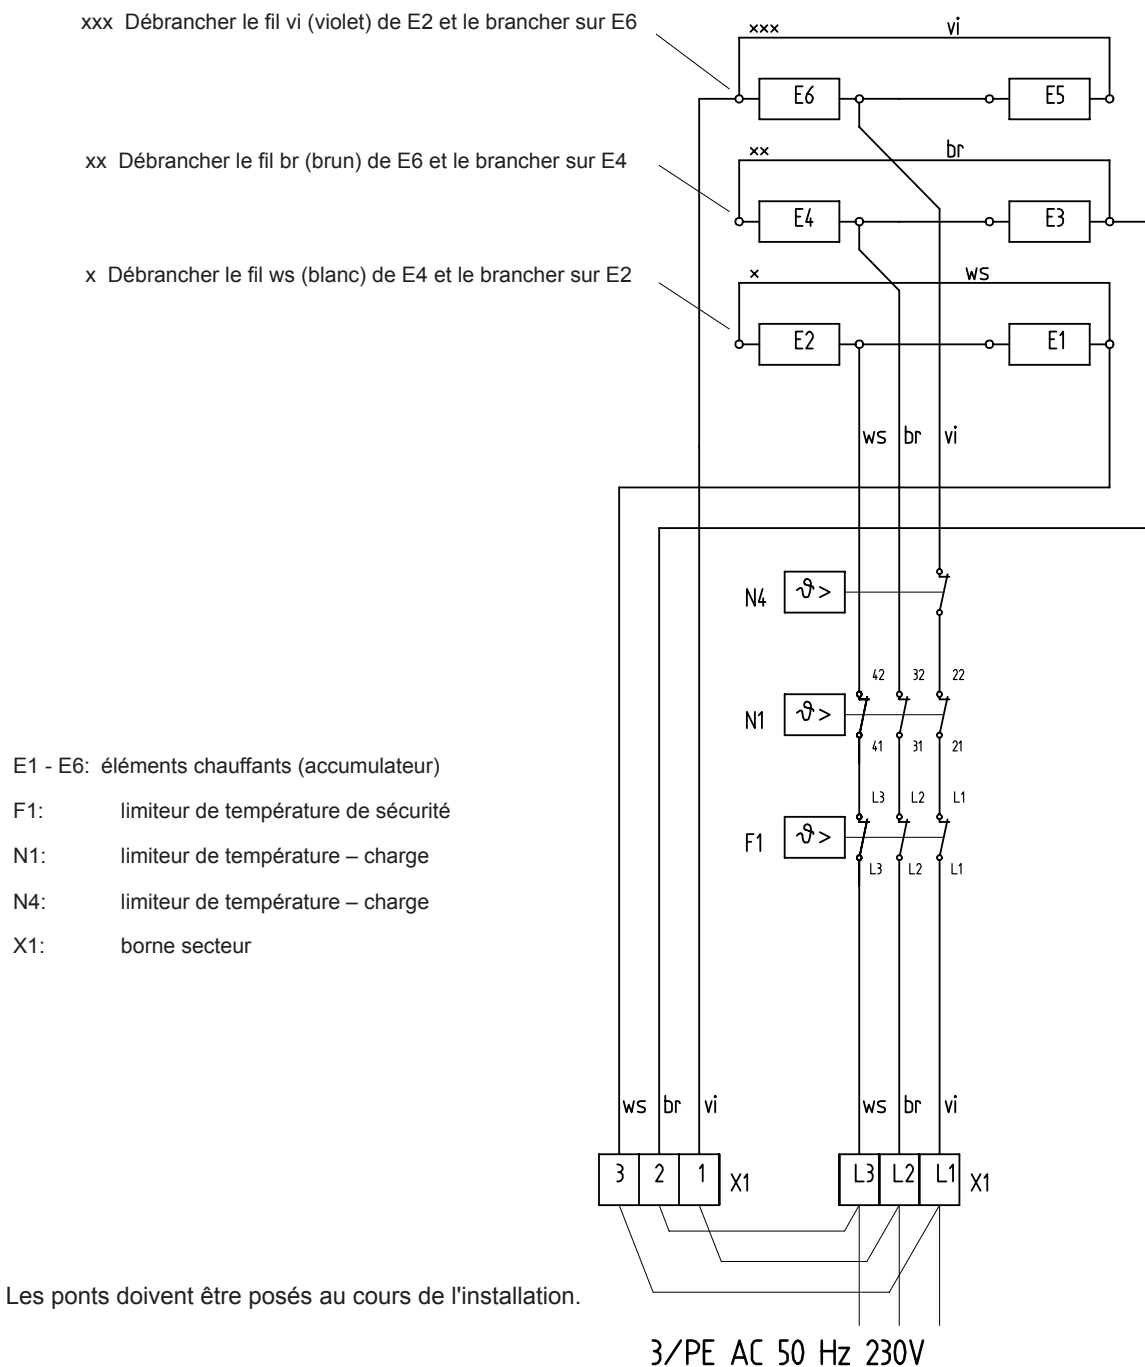 xxx Débrancher le fil vi (violet) de E2 et le brancher sur E6
xxx vi
E6 E5
xx Débrancher le fil br (brun) de E6 et le brancher sur E4
xx br
E4 E3
x Débrancher le fil ws (blanc) de E4 et le brancher sur E2
x ws
E2 E1
ws br vi
N4 ϑ >
42 32 22
N1 ϑ >
41 31 21
E1 - E6: éléments chauffants (accumulateur)
L3 L2 L1
F1: limiteur de température de sécurité
F1 ϑ >
N1: limiteur de température – charge
L3 L2 L1
N4: limiteur de température – charge
X1: borne secteur
ws br vi ws br vi
3 2 1 X1 L3 L2 L1 X1
Les ponts doivent être posés au cours de l'installation.
3/PE AC 50 Hz 230V